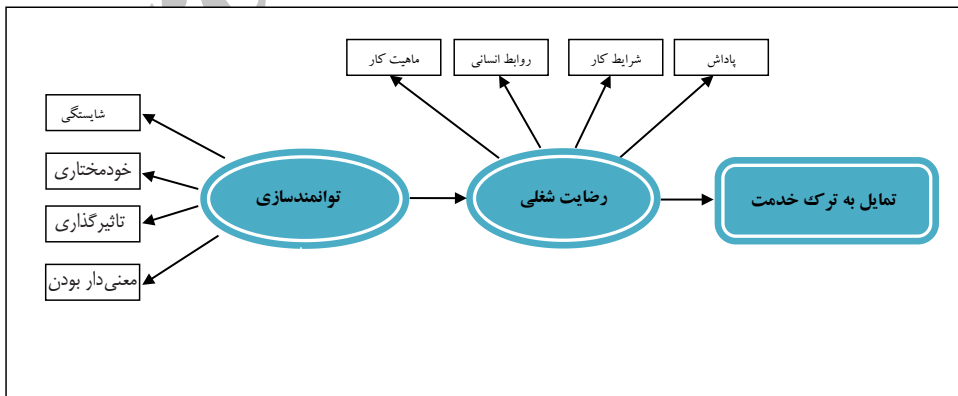 ماهیت کار
روابط انسانی
شرایط کار
پاداش
شایستگی
خودمختاری
تاثیرگذاری
معنی‌دار بودن
توانمندسازی
رضایت شغلی
تمایل به ترک خدمت